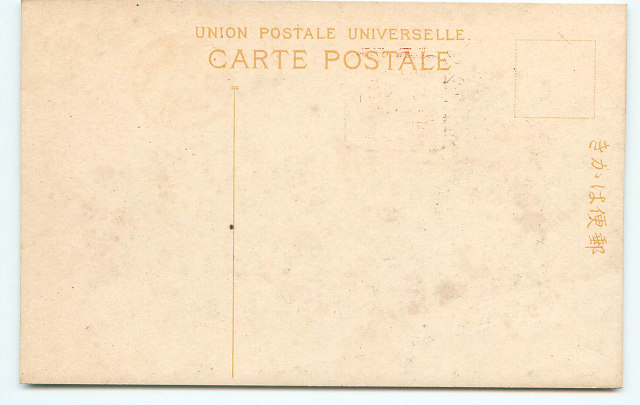 UNION POSTALE UNIVERSELLE.
CARTE POSTALE
きかは便郵